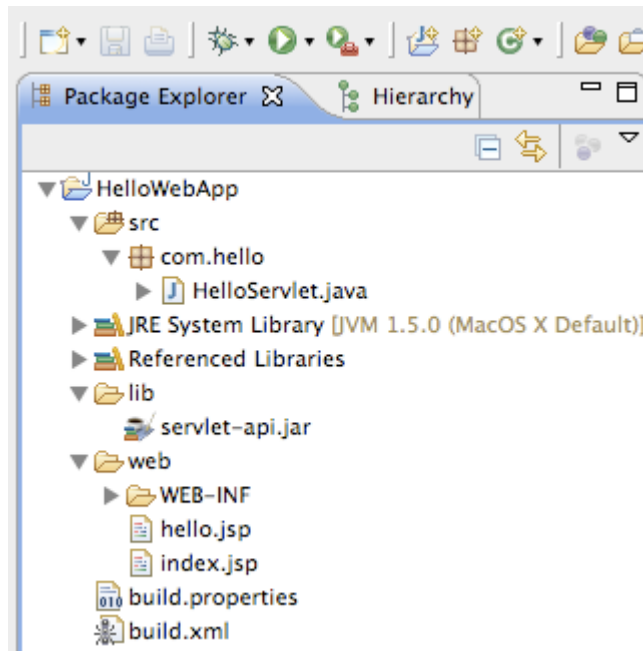 Package Explorer Hierarchy
HelloWebApp
src
com.hello
HelloServlet.java
JRE System Library [JVM 1.5.0 (MacOS X Default)]
Referenced Libraries
lib
servlet-api.jar
web
WEB-INF
hello.jsp
index.jsp
build.properties
build.xml